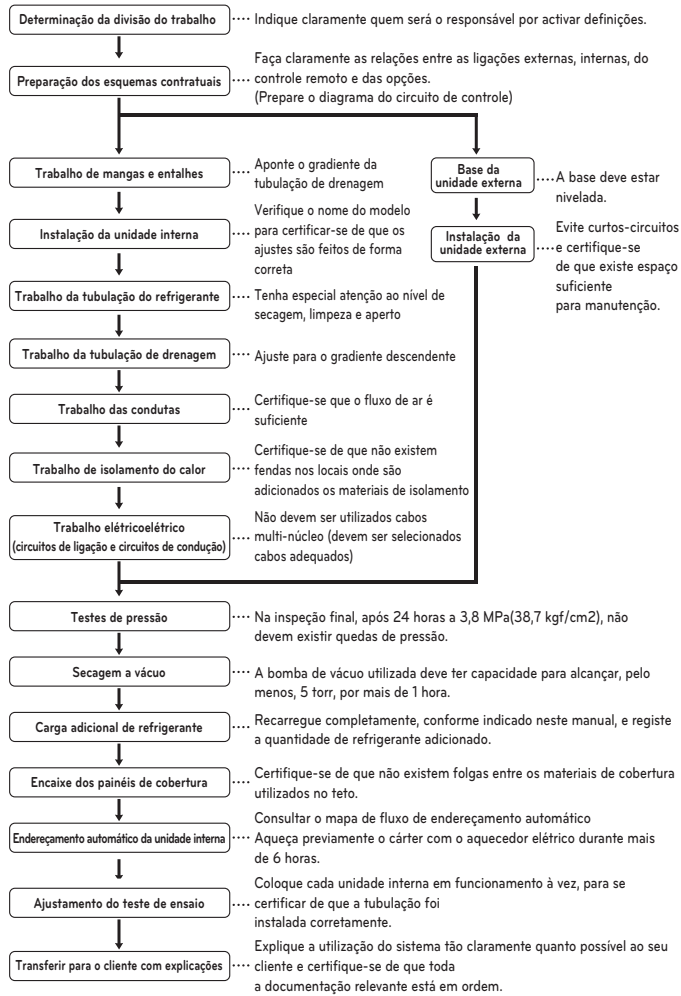 Determinação da divisão do trabalho
Indique claramente quem será o responsável por activar definições.
Preparação dos esquemas contratuais
Faça claramente as relações entre as ligações externas, internas, do
controle remoto e das opções.
(Prepare o diagrama do circuito de controle)
Trabalho de mangas e entalhes
Aponte o gradiente da
tubulação de drenagem
Base da
unidade externa
A base deve estar
nivelada.
Instalação da unidade interna
Verifique o nome do modelo
para certificar-se de que os
ajustes são feitos de forma
correta
Instalação da
unidade externa
Evite curtos-circuitos
e certifique-se
de que existe espaço
suficiente
para manutenção.
Trabalho da tubulação do refrigerante
Tenha especial atenção ao nível de
secagem, limpeza e aperto
Trabalho da tubulação de drenagem
Ajuste para o gradiente descendente
Trabalho das condutas
Certifique-se que o fluxo de ar é
suficiente
Trabalho de isolamento do calor
Certifique-se de que não existem
fendas nos locais onde são
adicionados os materiais de isolamento
Trabalho elétricoelétrico
(circuitos de ligação e circuitos de condução)
Não devem ser utilizados cabos
multi-núcleo (devem ser selecionados
cabos adequados)
Testes de pressão
Na inspeção final, após 24 horas a 3,8 MPa(38,7 kgf/cm2), não
devem existir quedas de pressão.
Secagem a vácuo
A bomba de vácuo utilizada deve ter capacidade para alcançar, pelo
menos, 5 torr, por mais de 1 hora.
Carga adicional de refrigerante
Recarregue completamente, conforme indicado neste manual, e registe
a quantidade de refrigerante adicionado.
Encaixe dos painéis de cobertura
Certifique-se de que não existem folgas entre os materiais de cobertura
utilizados no teto.
Endereçamento automático da unidade interna
Consultar o mapa de fluxo de endereçamento automático
Aqueça previamente o cárter com o aquecedor elétrico durante mais
de 6 horas.
Ajustamento do teste de ensaio
Coloque cada unidade interna em funcionamento à vez, para se
certificar de que a tubulação foi
instalada corretamente.
Transferir para o cliente com explicações
Explique a utilização do sistema tão claramente quanto possível ao seu
cliente e certifique-se de que toda
a documentação relevante está em ordem.